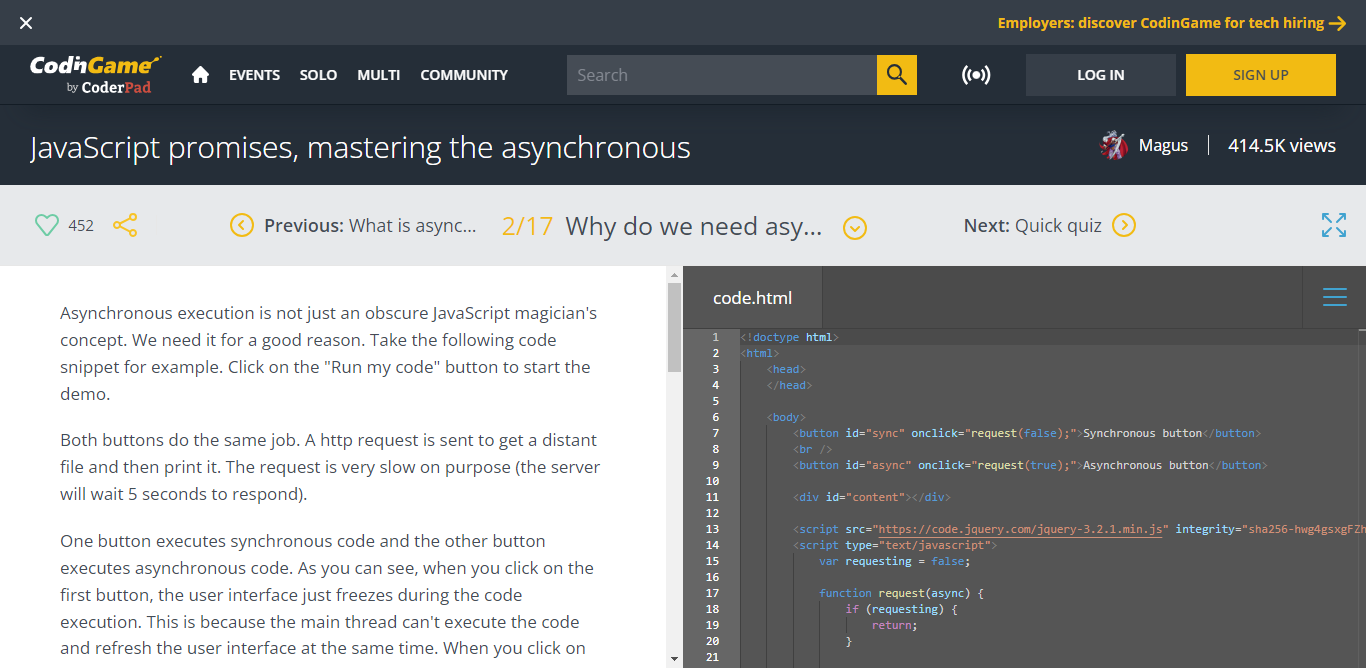 Employers: discover CodinGame for tech hiring
CodinGame
by CoderPad
EVENTS SOLO MULTI COMMUNITY
Search
LOG IN
SIGN UP
JavaScript promises, mastering the asynchronous
Magus
414.5K views
452
Previous: What is async...
2/17 Why do we need asy...
Next: Quick quiz
Asynchronous execution is not just an obscure JavaScript magician's
concept. We need it for a good reason. Take the following code
snippet for example. Click on the "Run my code" button to start the
demo.
Both buttons do the same job. A http request is sent to get a distant
file and then print it. The request is very slow on purpose (the server
will wait 5 seconds to respond).
One button executes synchronous code and the other button
executes asynchronous code. As you can see, when you click on the
first button, the user interface just freezes during the code
execution. This is because the main thread can't execute the code
and refresh the user interface at the same time. When you click on
code.html
1 <!doctype html>
2 <html>
3 <head>
4 </head>
5
6 <body>
7 <button id="sync" onclick="request(false);">Synchronous button</button>
8 <br />
9 <button id="async" onclick="request(true);">Asynchronous button</button>
10
11 <div id="content"></div>
12
13 <script src="https://code.jquery.com/jquery-3.2.1.min.js" integrity="sha256-hwg4gsxgFZh
14 <script type="text/javascript">
15 var requesting = false;
16
17 function request(async) {
18 if (requesting) {
19 return;
20 }
21